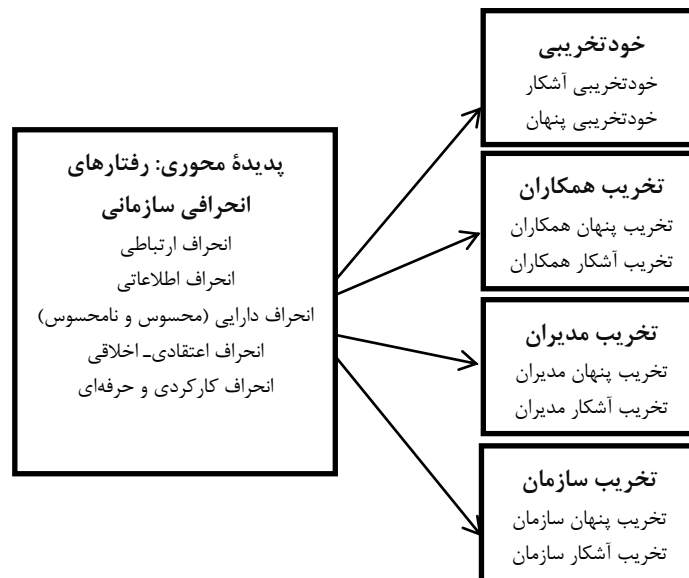 پدیدهٔ محوری: رفتارهای
انحرافی سازمانی
انحراف ارتباطی
انحراف اطلاعاتی
انحراف دارایی (محسوس و نامحسوس)
انحراف اعتقادی_ اخلاقی
انحراف کارکردی و حرفه‌ای
خودتخریبی
خودتخریبی آشکار
خودتخریبی پنهان
تخریب همکاران
تخریب پنهان همکاران
تخریب آشکار همکاران
تخریب مدیران
تخریب پنهان مدیران
تخریب آشکار مدیران
تخریب سازمان
تخریب پنهان سازمان
تخریب آشکار سازمان